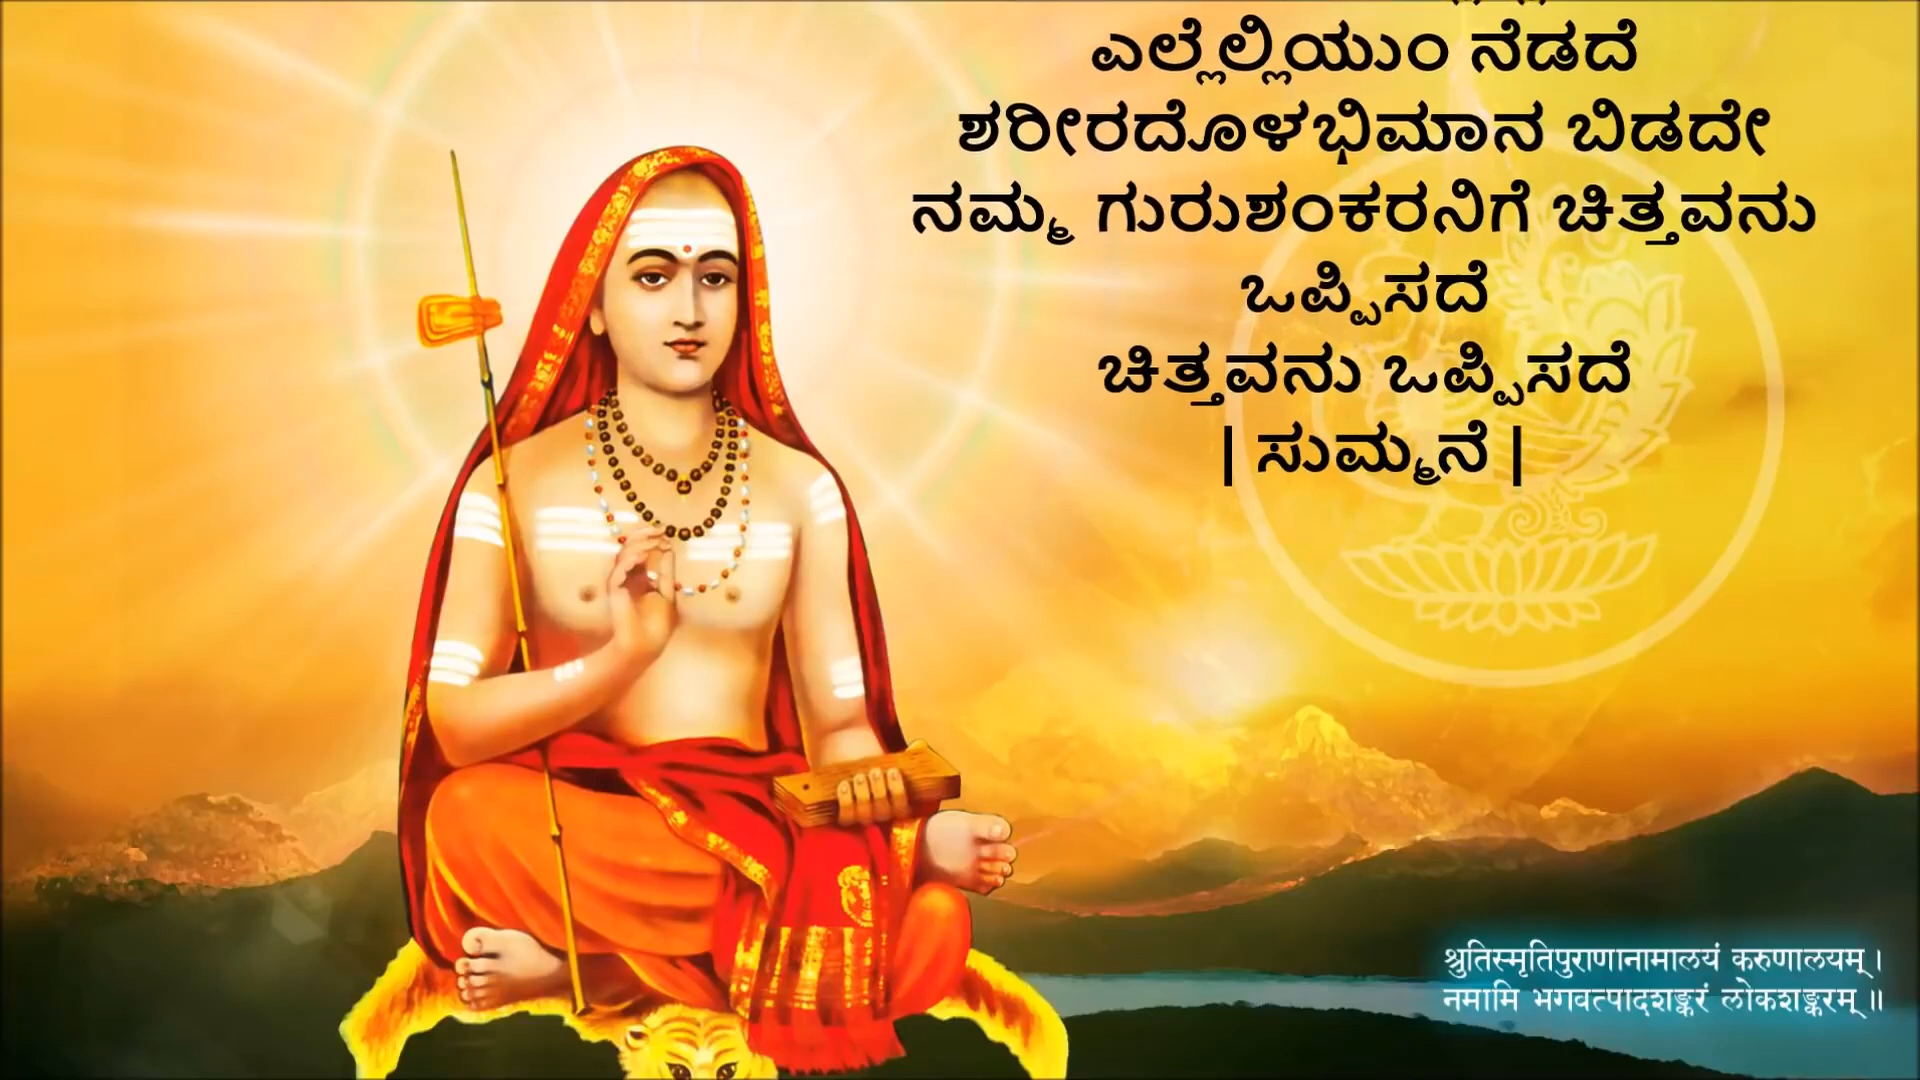 ಎಲ್ಲೆಲ್ಲಿಯುಂ ನೆಡದೆ
ಶರೀರದೊಳಭಿಮಾನ ಬಿಡದೇ
ನಮ್ಮ ಗುರುಶಂಕರನಿಗೆ ಚಿತ್ತವನು
ಒಪ್ಪಿಸದೆ
ಚಿತ್ತವನು ಒಪ್ಪಿಸದೆ
| ಸುಮ್ಮನೆ |
श्रुतिस्मृतिपुराणानामालयं करुणालयम् ।
नमामि भगवत्पादशङ्करं लोकशङ्करम् ॥